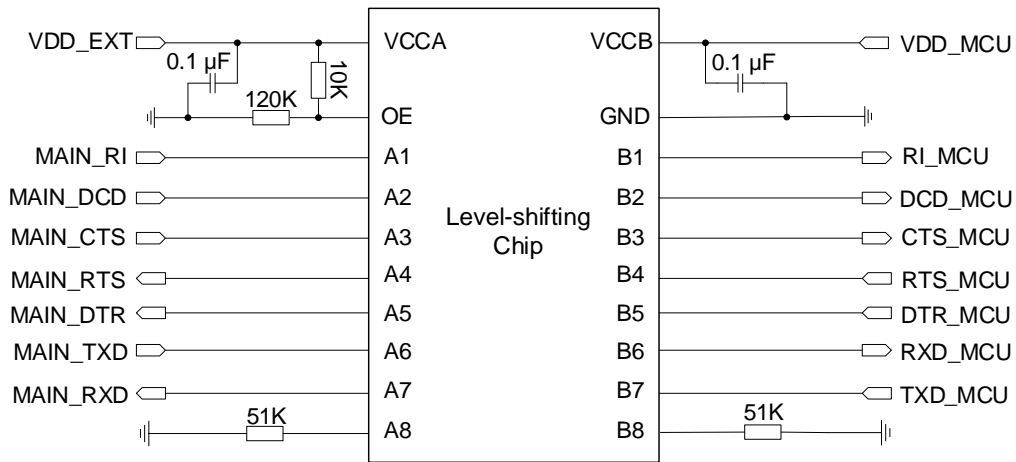 VDD_EXT VCCA VCCB VDD_MCU
0.1 µF 10K 0.1 µF
120K OE GND
MAIN_RI A1 B1 RI_MCU
MAIN_DCD A2 B2 DCD_MCU
Level-shifting
MAIN_CTS A3 Chip B3 CTS_MCU
MAIN_RTS A4 B4 RTS_MCU
MAIN_DTR A5 B5 DTR_MCU
MAIN_TXD A6 B6 RXD_MCU
MAIN_RXD A7 B7 TXD_MCU
51K A8 B8 51K